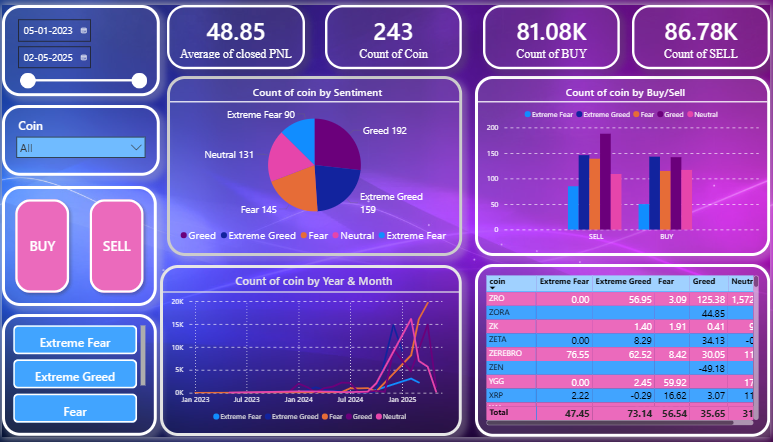 05-01-2023
02-05-2025
48.85
Average of closed PNL
243
Count of Coin
81.08K
Count of BUY
86.78K
Count of SELL
Coin
All
BUY
SELL
Extreme Fear
Extreme Greed
Fear
Count of coin by Sentiment
Extreme Fear 90
Greed 192
Neutral 131
Extreme Greed
159
Fear 145
Greed Extreme Greed Fear Neutral Extreme Fear
Count of coin by Buy/Sell
Extreme Fear Extreme Greed Fear Greed Neutral
200
150
100
50
0
SELL BUY
Count of coin by Year & Month
20K
15K
10K
5K
0K
Jan 2023 Jul 2023 Jan 2024 Jul 2024 Jan 2025
Extreme Fear Extreme Greed Fear Greed Neutral
coin Extreme Fear Extreme Greed Fear Greed Neutr
ZRO 0.00 56.95 3.09 125.38 1,572
ZORA 44.85
ZK 1.40 1.91 0.41
ZETA 0.00 8.29 34.13 -0
ZEREBRO 76.55 62.52 8.42 30.05 11
ZEN -49.18
YGG 0.00 2.45 59.92 17
XRP 2.22 -0.29 16.62 3.07 11
Total 47.45 73.14 56.54 35.65 31